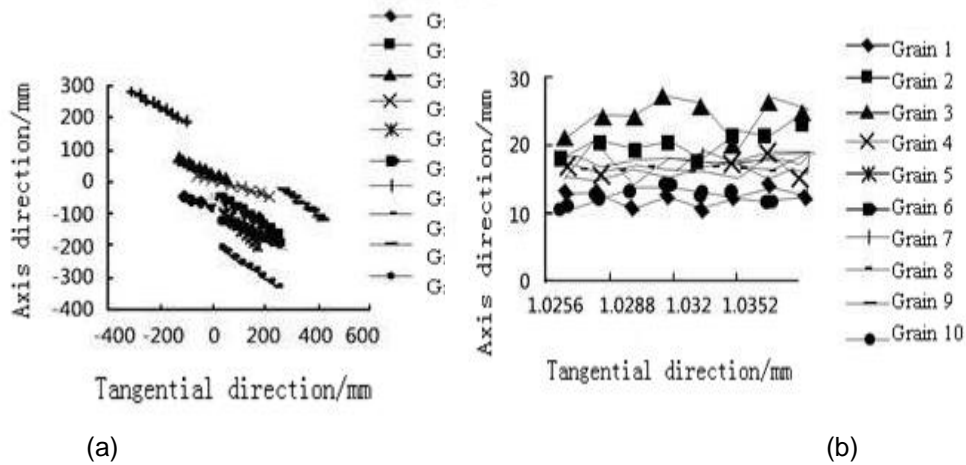 Axis direction/mm
300
200
100
0
-100
-200
-300
-400
-400 -200 0 200 400 600
Tangential direction/mm
(a)
Axis direction/mm
30
20
10
0
1.0256 1.0288 1.032 1.0352
Tangential direction/mm
Grain 1
Grain 2
Grain 3
Grain 4
Grain 5
Grain 6
Grain 7
Grain 8
Grain 9
Grain 10
(b)